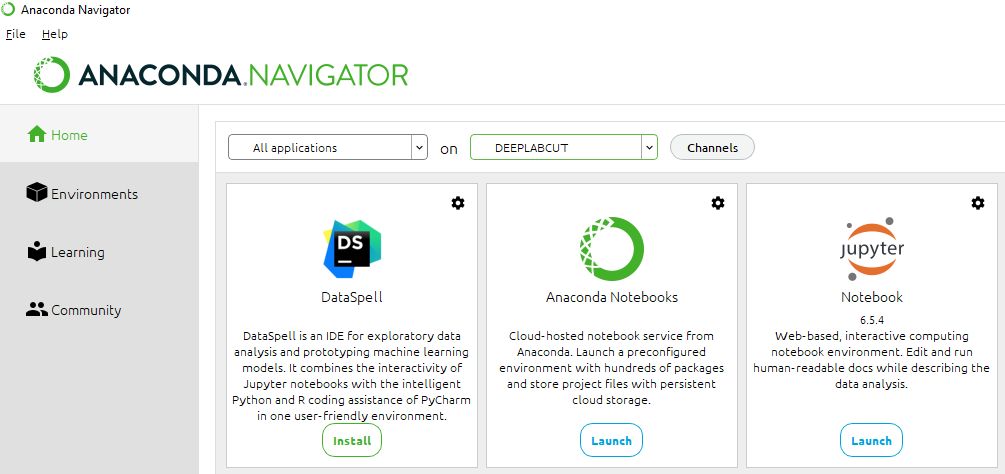 Anaconda Navigator
File Help
ANACONDA.NAVIGATOR
Home
Environments
Learning
Community
All applications on DEEPLABCUT Channels
DS
DataSpell
DataSpell is an IDE for exploratory data
analysis and prototyping machine learning
models. It combines the interactivity of
Jupyter notebooks with the intelligent
Python and R coding assistance of PyCharm
in one user-friendly environment.
Install
Anaconda Notebooks
Cloud-hosted notebook service from
Anaconda. Launch a preconfigured
environment with hundreds of packages
and store project files with persistent
cloud storage.
Launch
jupyter
Notebook
6.5.4
Web-based, interactive computing
notebook environment. Edit and run
human-readable docs while describing the
data analysis.
Launch